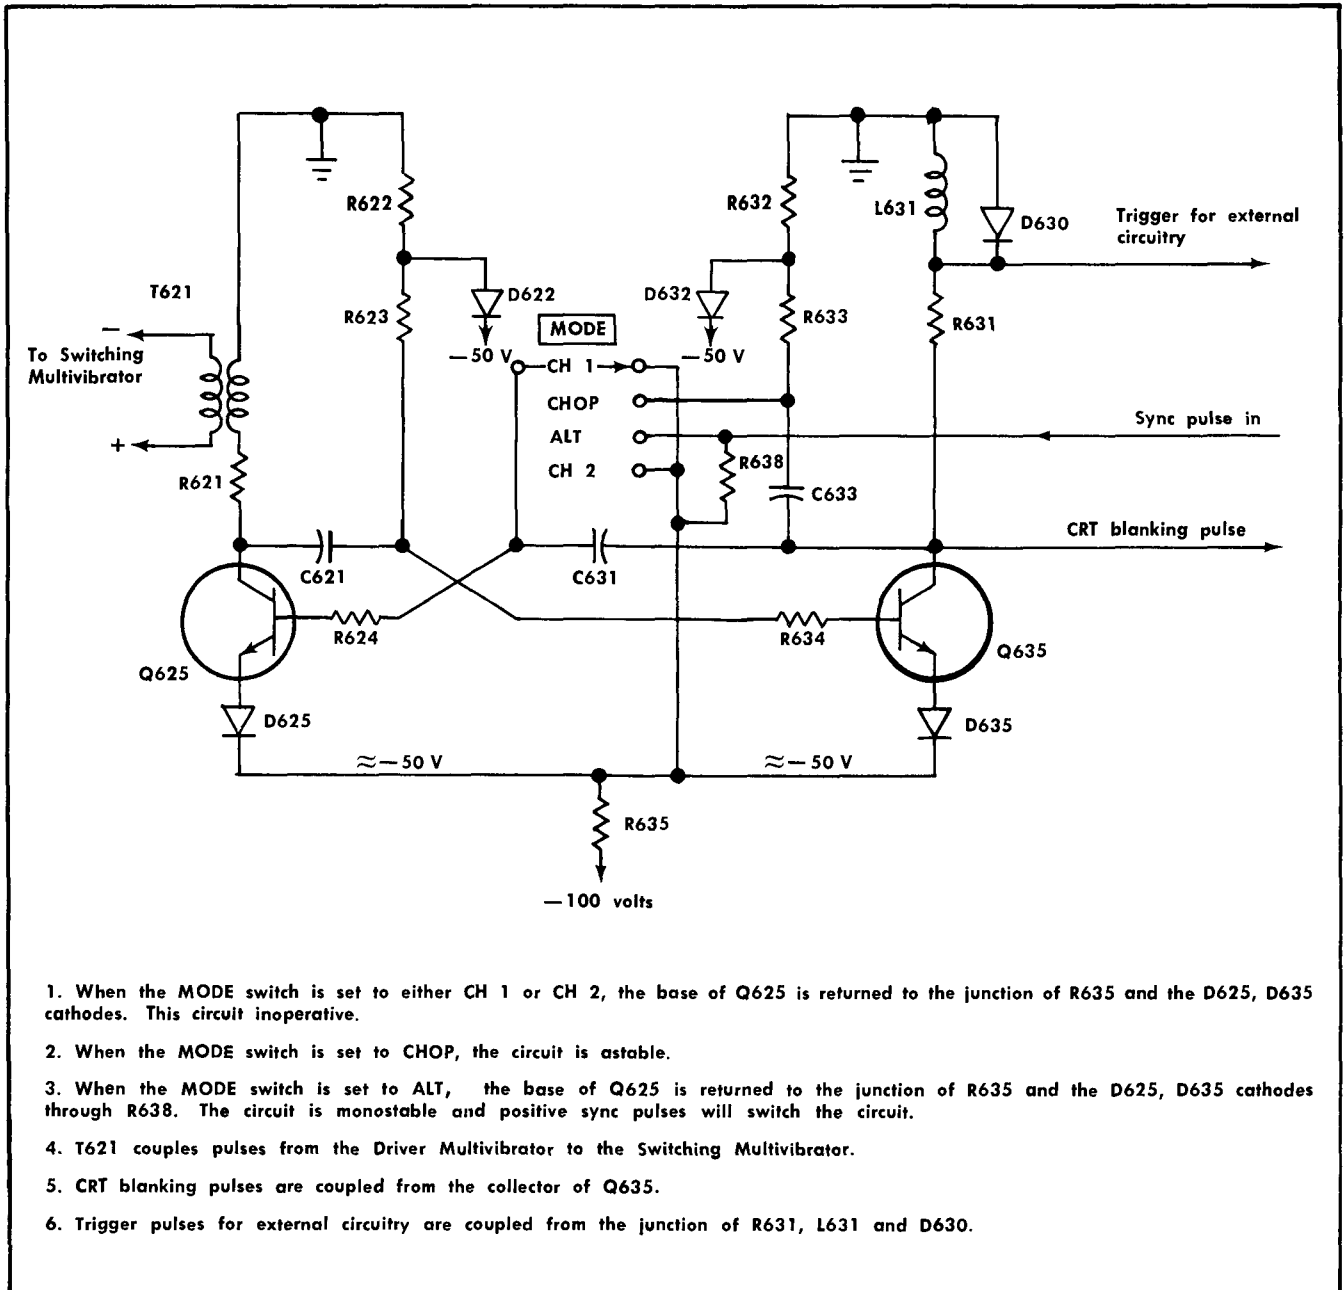 R622
R632
L631
D630
Trigger for external
circuitry
T621
R623
D622
D632
R633
R631
MODE
—50 V
—50 V
—
To Switching
Multivibrator
+
CH 1
CHOP
ALT
CH 2
Sync pulse in
R621
R638
C633
CRT blanking pulse
C621
C631
R624
R634
Q625
Q635
D625
D635
≈—50 V
≈—50 V
R635
—100 volts
1. When the MODE switch is set to either CH 1 or CH 2, the base of Q625 is returned to the junction of R635 and the D625, D635
cathodes. This circuit inoperative.
2. When the MODE switch is set to CHOP, the circuit is astable.
3. When the MODE switch is set to ALT, the base of Q625 is returned to the junction of R635 and the D625, D635 cathodes
through R638. The circuit is monostable and positive sync pulses will switch the circuit.
4. T621 couples pulses from the Driver Multivibrator to the Switching Multivibrator.
5. CRT blanking pulses are coupled from the collector of Q635.
6. Trigger pulses for external circuitry are coupled from the junction of R631, L631 and D630.